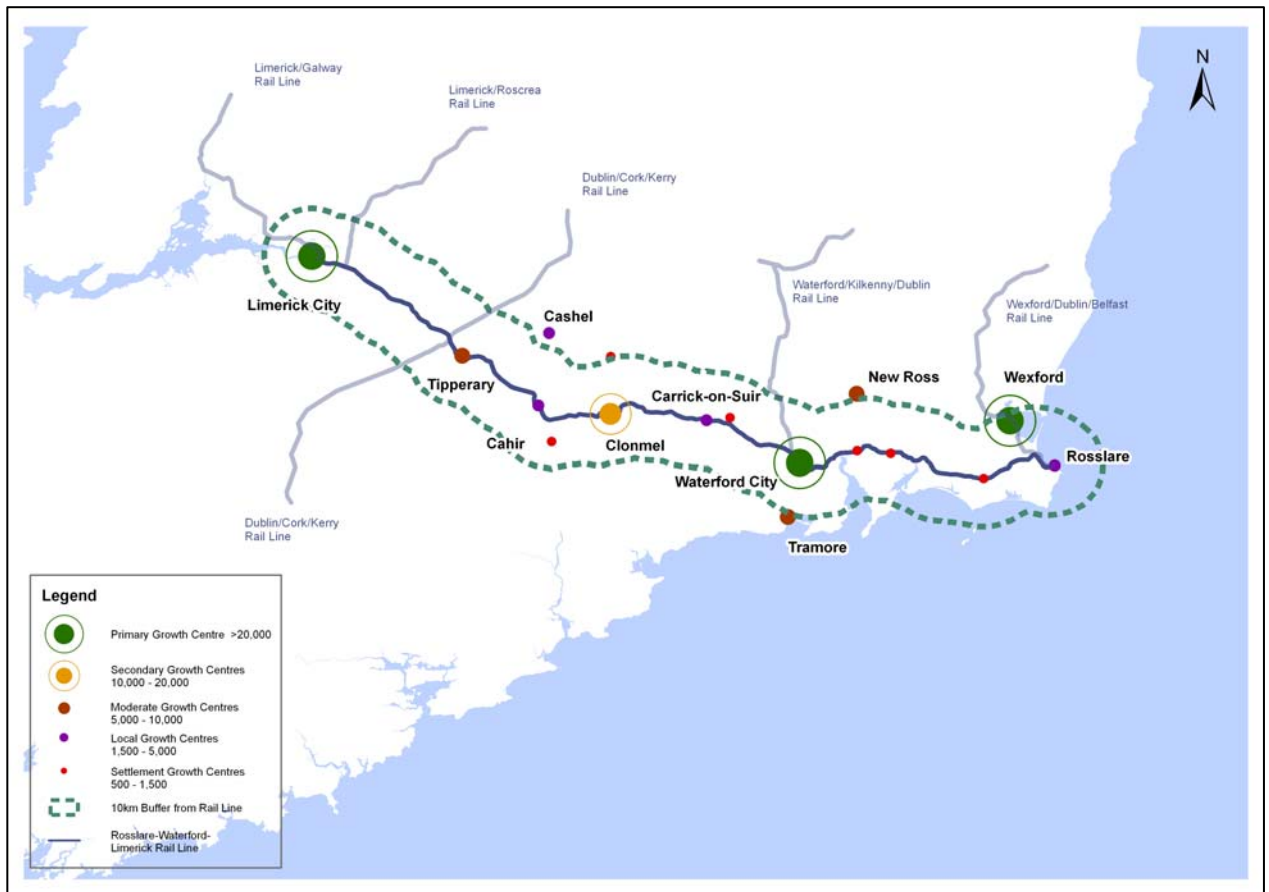 N
Limerick/Galway
Rail Line
Limerick/Roscrea
Rail Line
Dublin/Cork/Kerry
Rail Line
Waterford/Kilkenny/Dublin
Rail Line
Wexford/Dublin/Belfast
Rail Line
Limerick City
Cashel
Tipperary
Carrick-on-Suir
New Ross
Wexford
Cahir
Clonmel
Rosslare
Waterford City
Tramore
Dublin/Cork/Kerry
Rail Line
Legend
Primary Growth Centre >20,000
Secondary Growth Centres
10,000 - 20,000
Moderate Growth Centres
5,000 - 10,000
Local Growth Centres
1,500 - 5,000
Settlement Growth Centres
500 - 1,500
10km Buffer from Rail Line
Rosslare-Waterford-
Limerick Rail Line